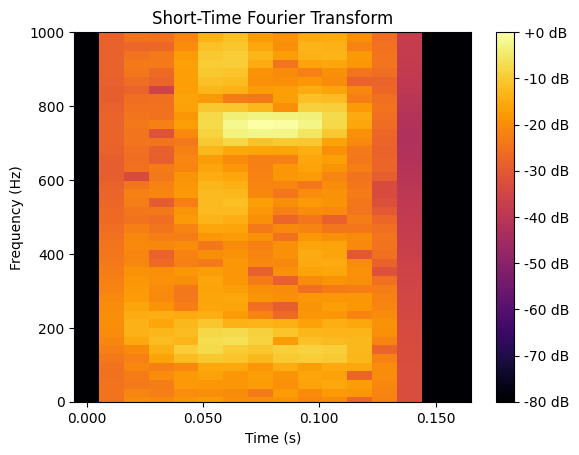 Short-Time Fourier Transform
1000
800
600
400
200
0
Frequency (Hz)
0.000
0.050
0.100
0.150
Time (s)
+0 dB
-10 dB
-20 dB
-30 dB
-40 dB
-50 dB
-60 dB
-70 dB
-80 dB